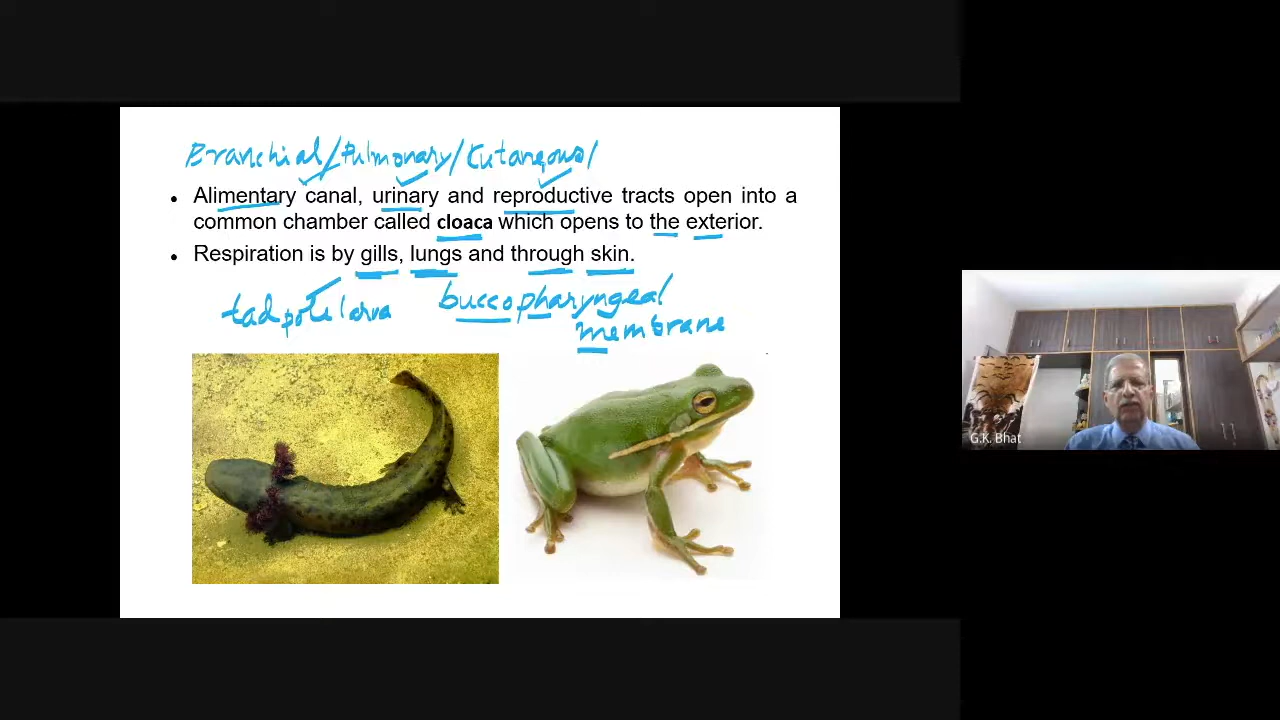 Branchial/Pulmonary/Cutaneous/
• Alimentary canal, urinary and reproductive tracts open into a
common chamber called cloaca which opens to the exterior.
• Respiration is by gills, lungs and through skin.
tadpole larva buccopharyngeal
membrane
G.K. Bhat